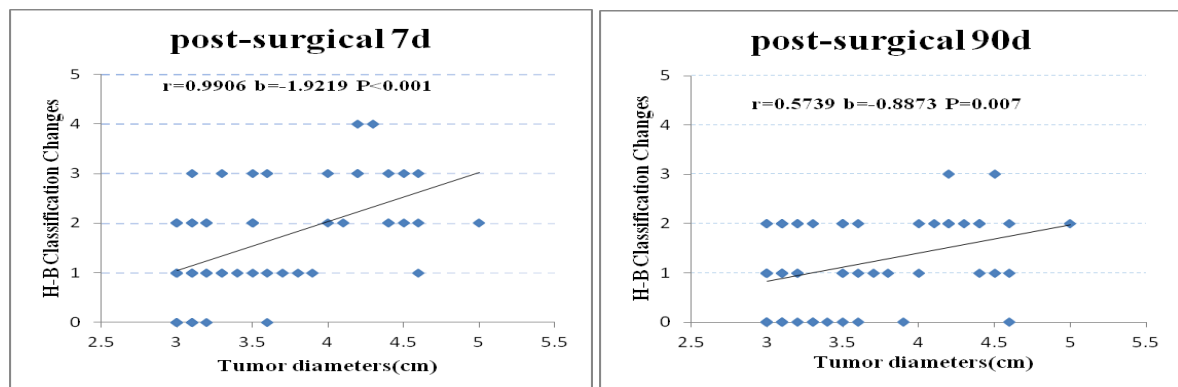 post-surgical 7d
r=0.9906 b=-1.9219 P<0.001
H-B Classification Changes
5
4
3
2
1
0
2.5 3 3.5 4 4.5 5 5.5
Tumor diameters(cm)
post-surgical 90d
r=0.5739 b=-0.8873 P=0.007
H-B Classification Changes
5
4
3
2
1
0
2.5 3 3.5 4 4.5 5 5.5
Tumor diameters(cm)